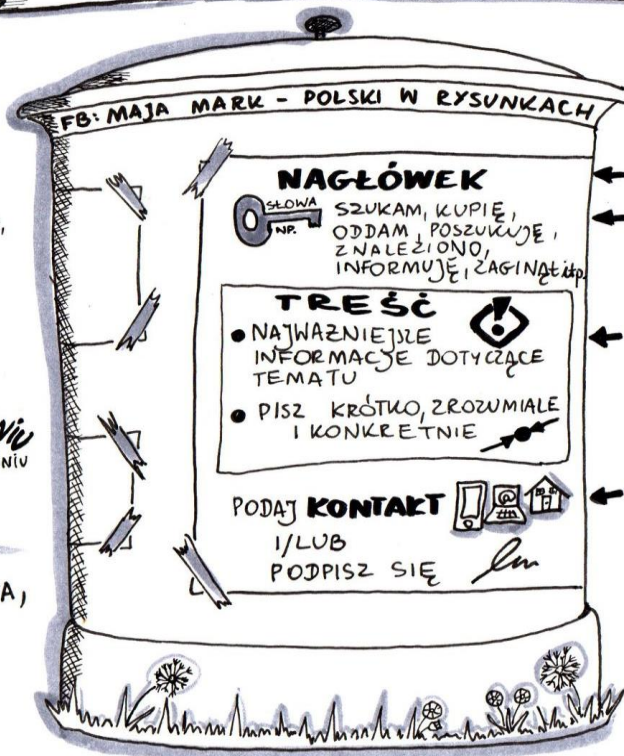 FB: MAJA MARK - POLSKI W RYSUNKACH
NAGŁÓWEK
SŁOWA
NP.
SZUKAM, KUPIĘ,
ODDAM, POSZUKUJĘ,
ZNALEZIONO,
INFORMUJĘ, ZAGINĄŁ itp.
TREŚĆ
• NAJWAŻNIEJSZE
INFORMACJE DOTYCZĄCE
TEMATU
• PISZ KRÓTKO, ZROZUMIALE
I KONKRETNIE
PODAJ KONTAKT
I/LUB
PODPISZ SIĘ
NIU
A,